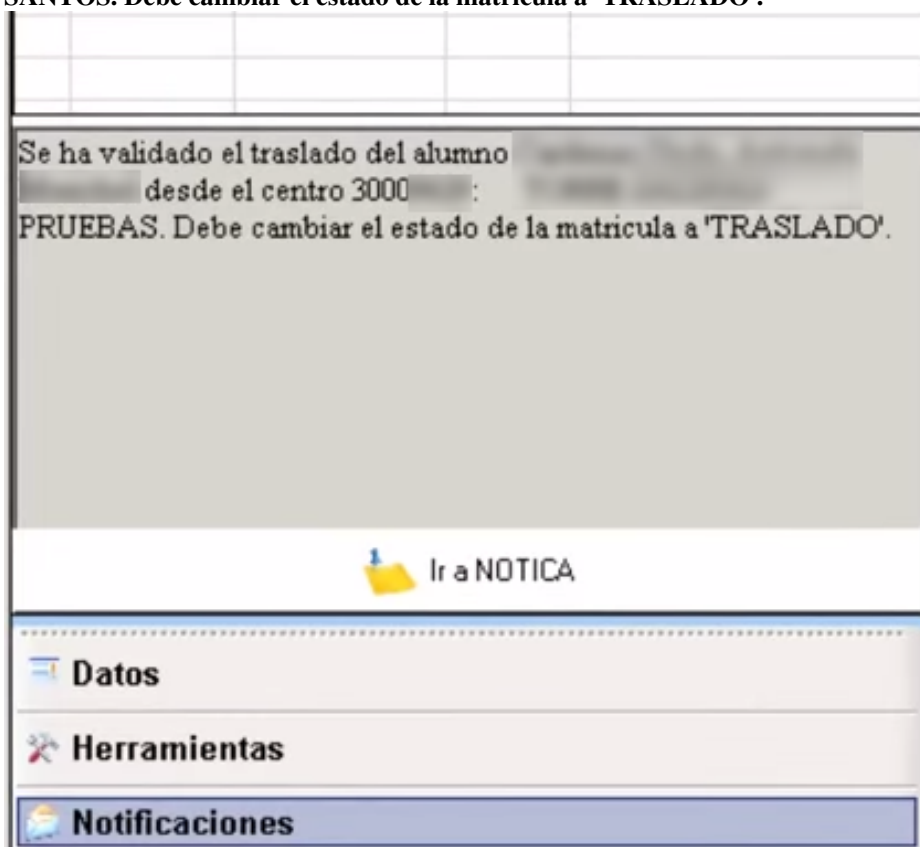 SANTOS. Debe cambiar el estado de la matricula a 'TRASLADO'.
Se ha validado el traslado del alumno
desde el centro 3000 :
PRUEBAS. Debe cambiar el estado de la matricula a 'TRASLADO'.
Ir a NOTICA
Datos
Herramientas
Notificaciones